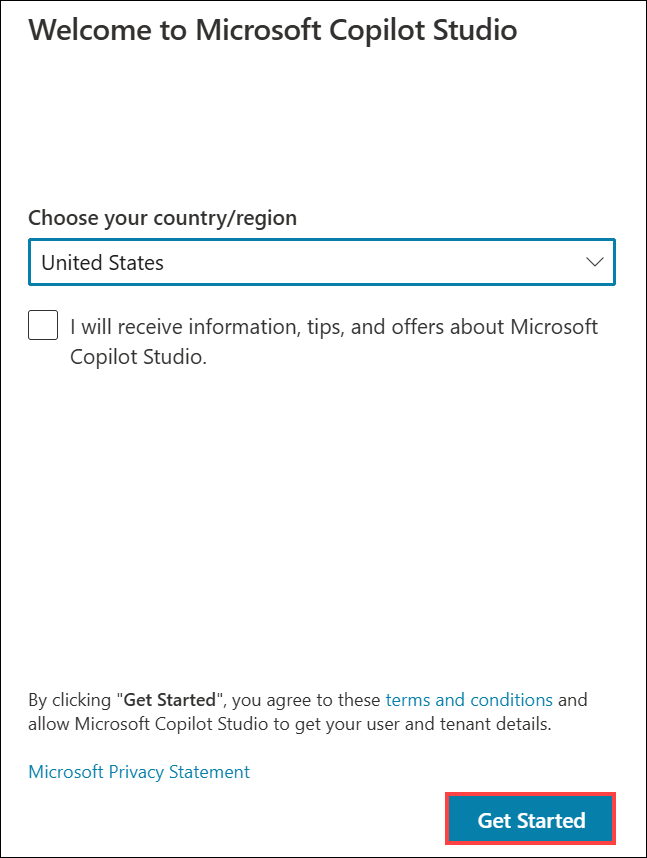 Welcome to Microsoft Copilot Studio
Choose your country/region
United States
I will receive information, tips, and offers about Microsoft
Copilot Studio.
By clicking "Get Started", you agree to these terms and conditions and
allow Microsoft Copilot Studio to get your user and tenant details.
Microsoft Privacy Statement
Get Started